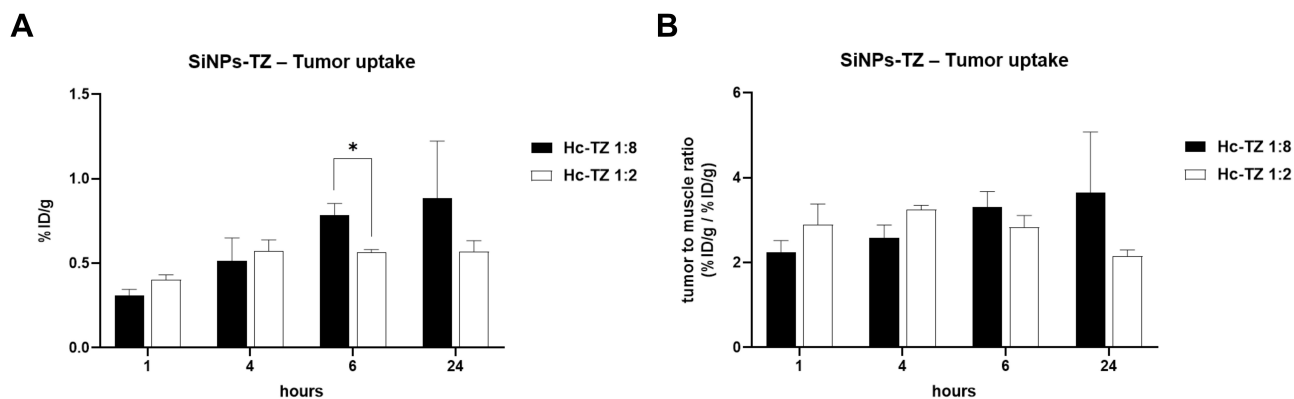 A
SiNPs-TZ – Tumor uptake
%ID/g
1.5
1.0
0.5
0.0
*
1
4
6
24
hours
Hc-TZ 1:8
Hc-TZ 1:2
B
SiNPs-TZ – Tumor uptake
tumor to muscle ratio
(%ID/g / %ID/g)
6
4
2
0
1
4
6
24
hours
Hc-TZ 1:8
Hc-TZ 1:2